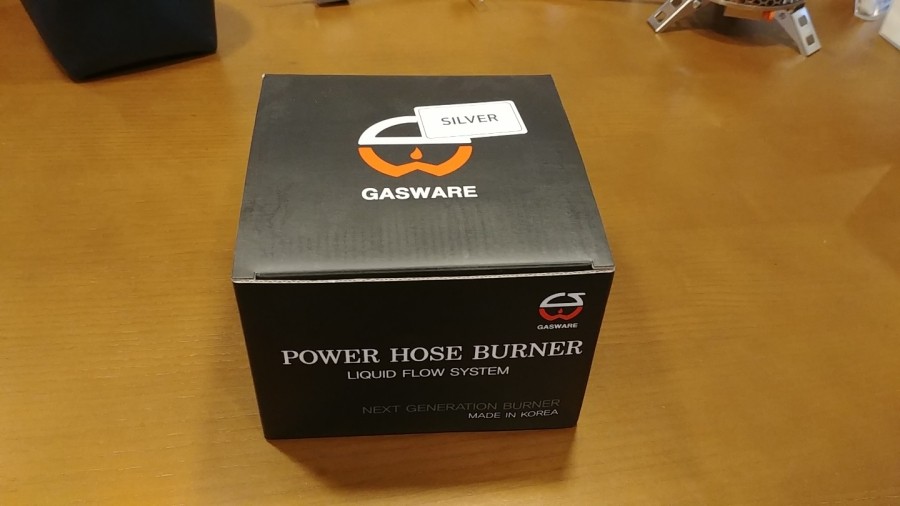 SILVER
GASWARE
GASWARE
POWER HOSE BURNER
LIQUID FLOW SYSTEM
NEXT GENERATION BURNER
MADE IN KOREA